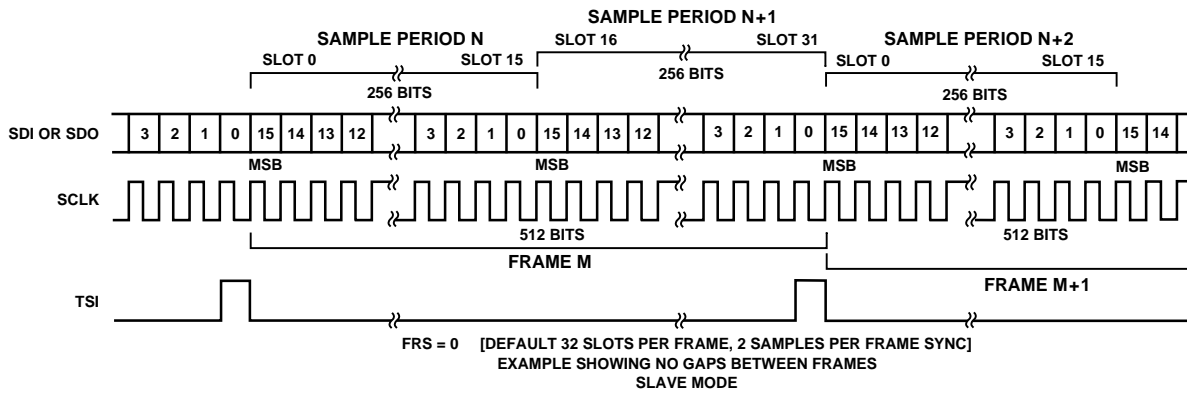 SAMPLE PERIOD N+1
SAMPLE PERIOD N
SLOT 16
SLOT 31
SAMPLE PERIOD N+2
SLOT 0
SLOT 15
SLOT 0
SLOT 15
256 BITS
256 BITS
256 BITS
SDI OR SDO
3 2 1 0 15 14 13 12
3 2 1 0 15 14 13 12
3 2 1 0 15 14 13 12
3 2 1 0 15 14
MSB
MSB
MSB
MSB
SCLK
512 BITS
512 BITS
FRAME M
FRAME M+1
TSI
FRS = 0 [DEFAULT 32 SLOTS PER FRAME, 2 SAMPLES PER FRAME SYNC]
EXAMPLE SHOWING NO GAPS BETWEEN FRAMES
SLAVE MODE